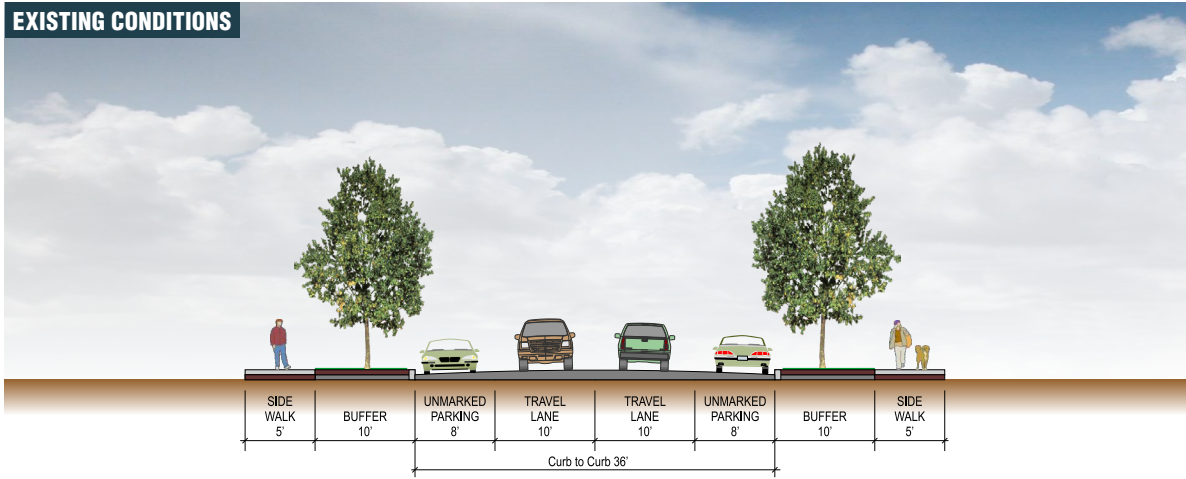 EXISTING CONDITIONS
SIDE
WALK
5'
BUFFER
10'
UNMARKED
PARKING
8'
TRAVEL
LANE
10'
TRAVEL
LANE
10'
UNMARKED
PARKING
8'
BUFFER
10'
SIDE
WALK
5'
Curb to Curb 36'